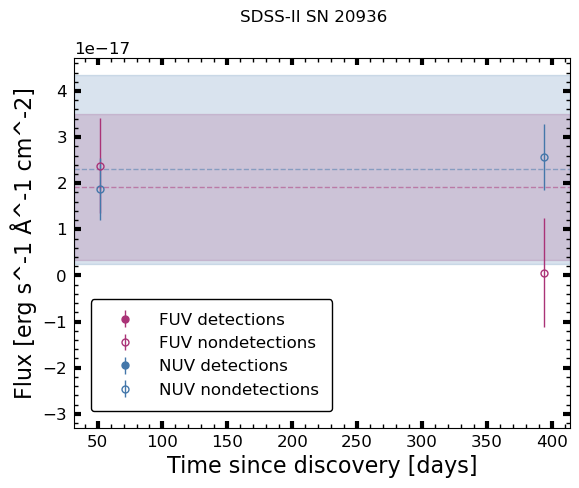 SDSS-II SN 20936
1e−17
4
3
2
1
0
−1
−2
−3
Flux [erg s^-1 Å^-1 cm^-2]
FUV detections
FUV nondetections
NUV detections
NUV nondetections
50 100 150 200 250 300 350 400
Time since discovery [days]